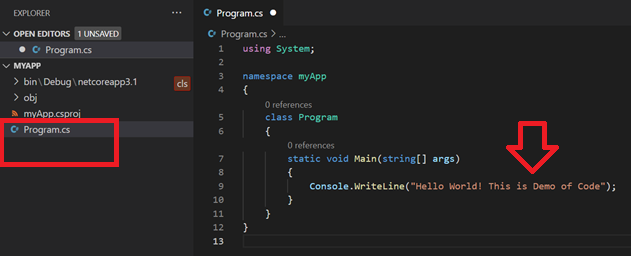 EXPLORER
...
OPEN EDITORS 1 UNSAVED
Program.cs
MYAPP
bin \ Debug \ netcoreapp3.1
cls
obj
myApp.csproj
Program.cs
Program.cs
Program.cs > ...
1 using System;
2
3 namespace myApp
4 {
0 references
5 class Program
6 {
0 references
7 static void Main(string[] args)
8 {
9 Console.WriteLine("Hello World! This is Demo of Code");
10 }
11 }
12 }
13